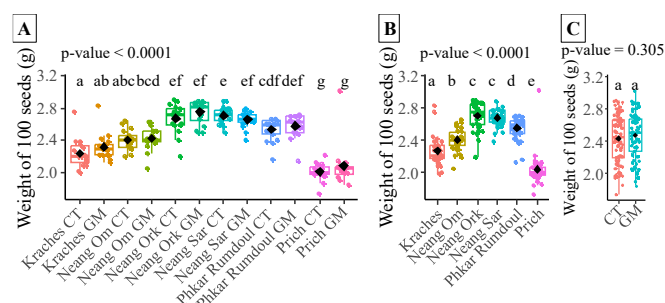 A
p-value < 0.0001
Weight of 100 seeds (g)
3.2
2.8
2.4
2.0
a ab abc bcd ef ef e ef cdf def g g
Kraches CT
Kraches GM
Neang Om CT
Neang Om GM
Neang Ork CT
Neang Ork GM
Neang Sar CT
Neang Sar GM
Phkar Rumdoul CT
Phkar Rumdoul GM
Prich CT
Prich GM
B
p-value < 0.0001
Weight of 100 seeds (g)
3.2
2.8
2.4
2.0
a b c c d e
Kraches
Neang Om
Neang Ork
Neang Sar
Phkar Rumdoul
Prich
C
p-value = 0.305
Weight of 100 seeds (g)
3.2
2.8
2.4
2.0
a a
CT
GM